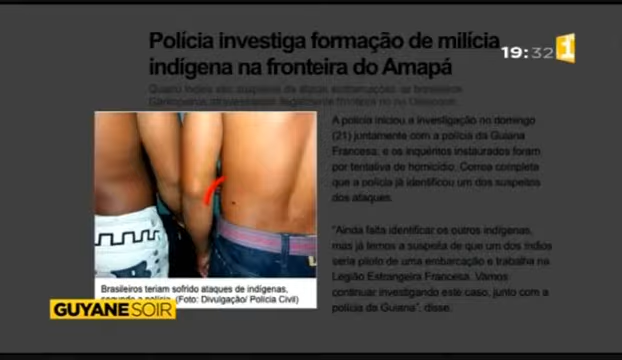 Polícia investiga formação de milícia
indígena na fronteira do Amapá
19:32 1
A polícia iniciou a investigação no domingo
(21) juntamente com a polícia da Guiana
Francesa, e os inquéritos instaurados foram
por tentativa de homicídio. Correa completa
que a polícia já identificou um dos suspeitos
dos ataques.
"Ainda falta identificar os outros indígenas,
mas já temos a suspeita de que um dos índios
seria piloto de uma embarcação e trabalha na
Legião Estrangeira Francesa. Vamos
continuar investigando este caso, junto com a
polícia da Guiana", disse.
Brasileiros teriam sofrido ataques de indígenas,
segundo a polícia. (Foto: Divulgação/ Polícia Civil)
GUYANE SOIR